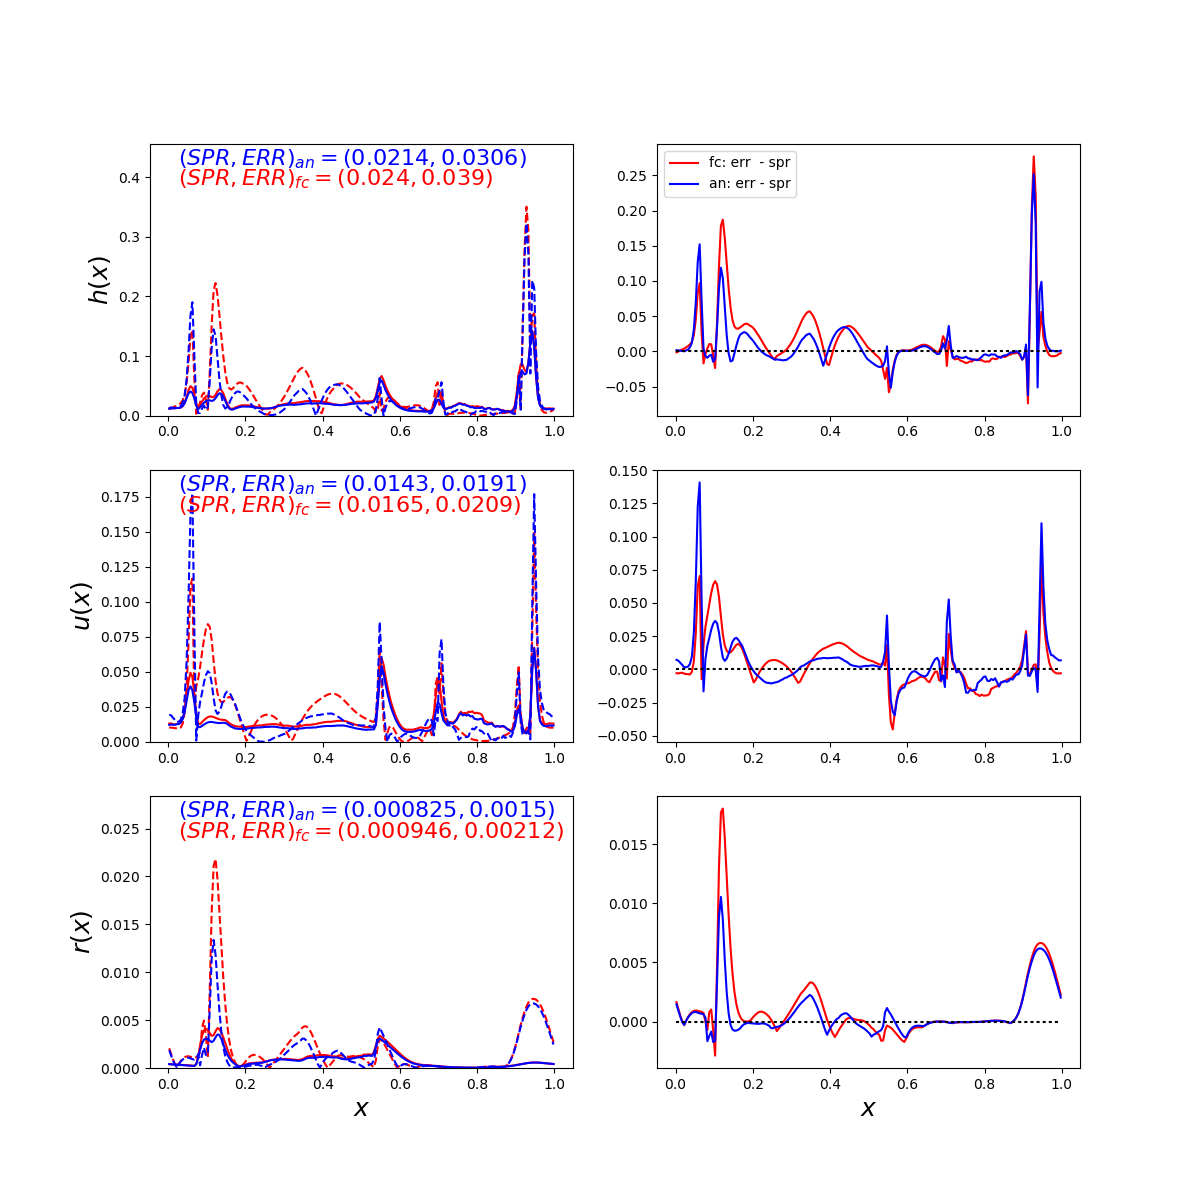 (SPR, ERR)an = (0.0214, 0.0306)
(SPR, ERR)fc = (0.024, 0.039)
h(x)
0.4
0.3
0.2
0.1
0.0
0.0 0.2 0.4 0.6 0.8 1.0
fc: err - spr
an: err - spr
0.25
0.20
0.15
0.10
0.05
0.00
−0.05
0.0 0.2 0.4 0.6 0.8 1.0
(SPR, ERR)an = (0.0143, 0.0191)
(SPR, ERR)fc = (0.0165, 0.0209)
u(x)
0.175
0.150
0.125
0.100
0.075
0.050
0.025
0.000
0.0 0.2 0.4 0.6 0.8 1.0
0.150
0.125
0.100
0.075
0.050
0.025
0.000
−0.025
−0.050
0.0 0.2 0.4 0.6 0.8 1.0
(SPR, ERR)an = (0.000825, 0.0015)
(SPR, ERR)fc = (0.000946, 0.00212)
r(x)
0.025
0.020
0.015
0.010
0.005
0.000
0.0 0.2 0.4 0.6 0.8 1.0
x
0.015
0.010
0.005
0.000
0.0 0.2 0.4 0.6 0.8 1.0
x